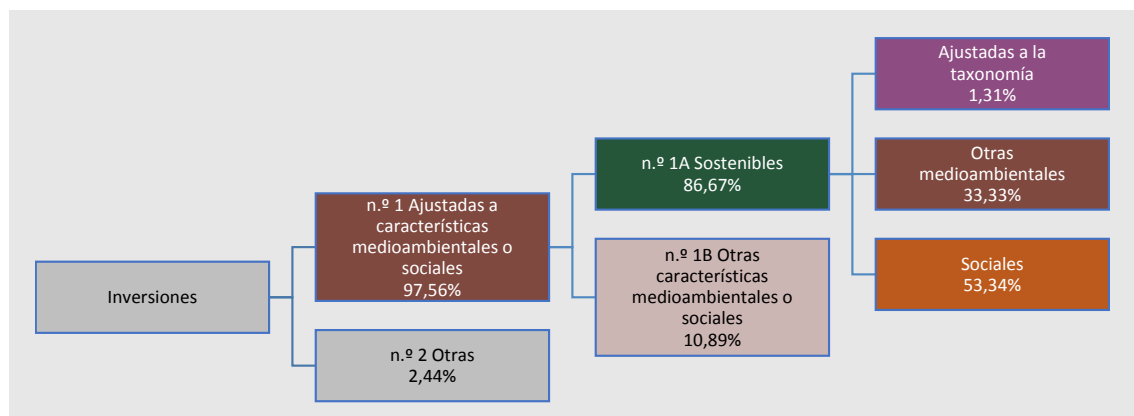 Inversiones
n.º 1 Ajustadas a
características
medioambientales o
sociales
97,56%
n.º 2 Otras
2,44%
n.º 1A Sostenibles
86,67%
n.º 1B Otras
características
medioambientales o
sociales
10,89%
Ajustadas a la
taxonomía
1,31%
Otras
medioambientales
33,33%
Sociales
53,34%